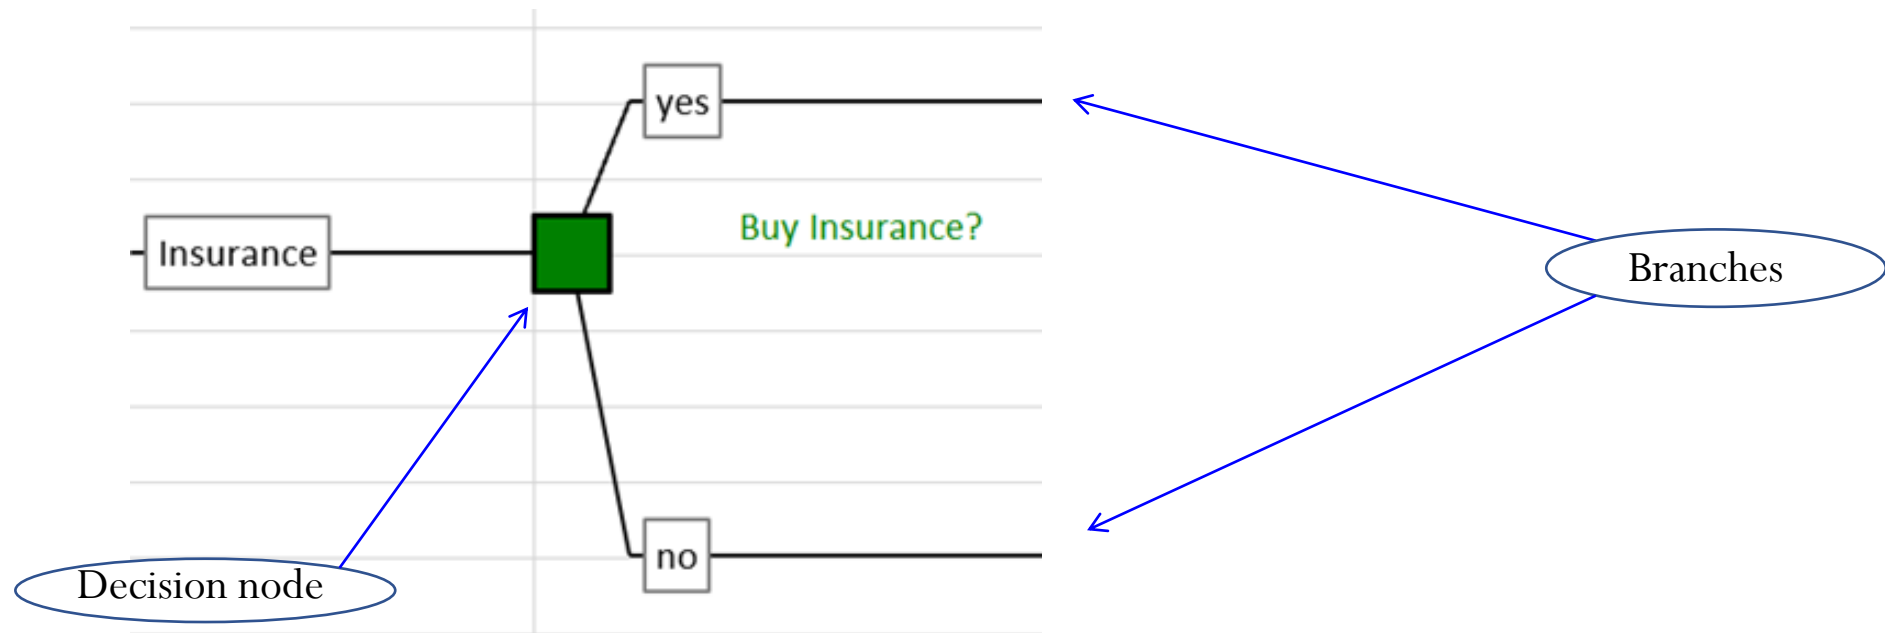 yes
Buy Insurance?
Insurance
Branches
no
Decision node